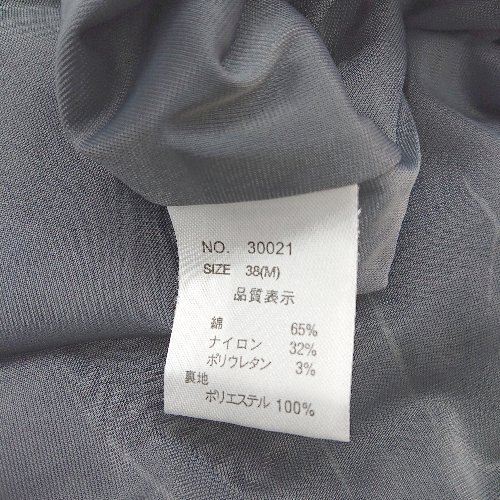 NO. 30021
SIZE 38(M)
品質表示
綿 65%
ナイロン 32%
ポリウレタン 3%
裏地
ポリエステル 100%